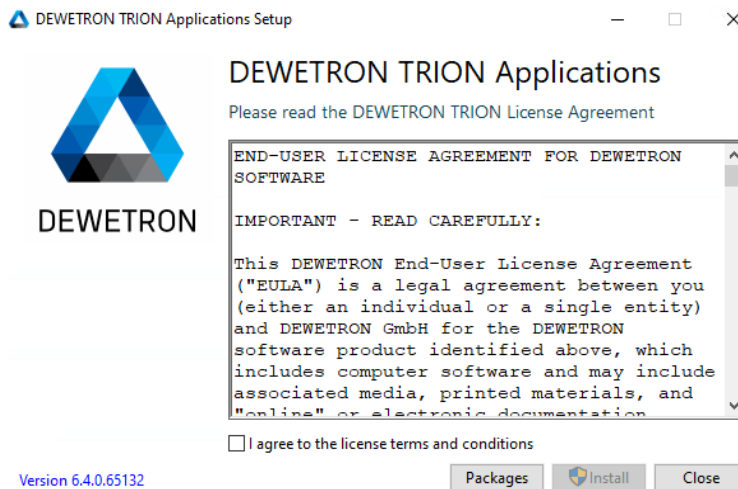 DEWETRON TRION Applications Setup
DEWETRON TRION Applications
Please read the DEWETRON TRION License Agreement
DEWETRON
END-USER LICENSE AGREEMENT FOR DEWETRON
SOFTWARE
IMPORTANT - READ CAREFULLY:
This DEWETRON End-User License Agreement
("EULA") is a legal agreement between you
(either an individual or a single entity)
and DEWETRON GmbH for the DEWETRON
software product identified above, which
includes computer software and may include
associated media, printed materials, and
"online" or electronic documentation
I agree to the license terms and conditions
Version 6.4.0.65132
Packages
Install
Close